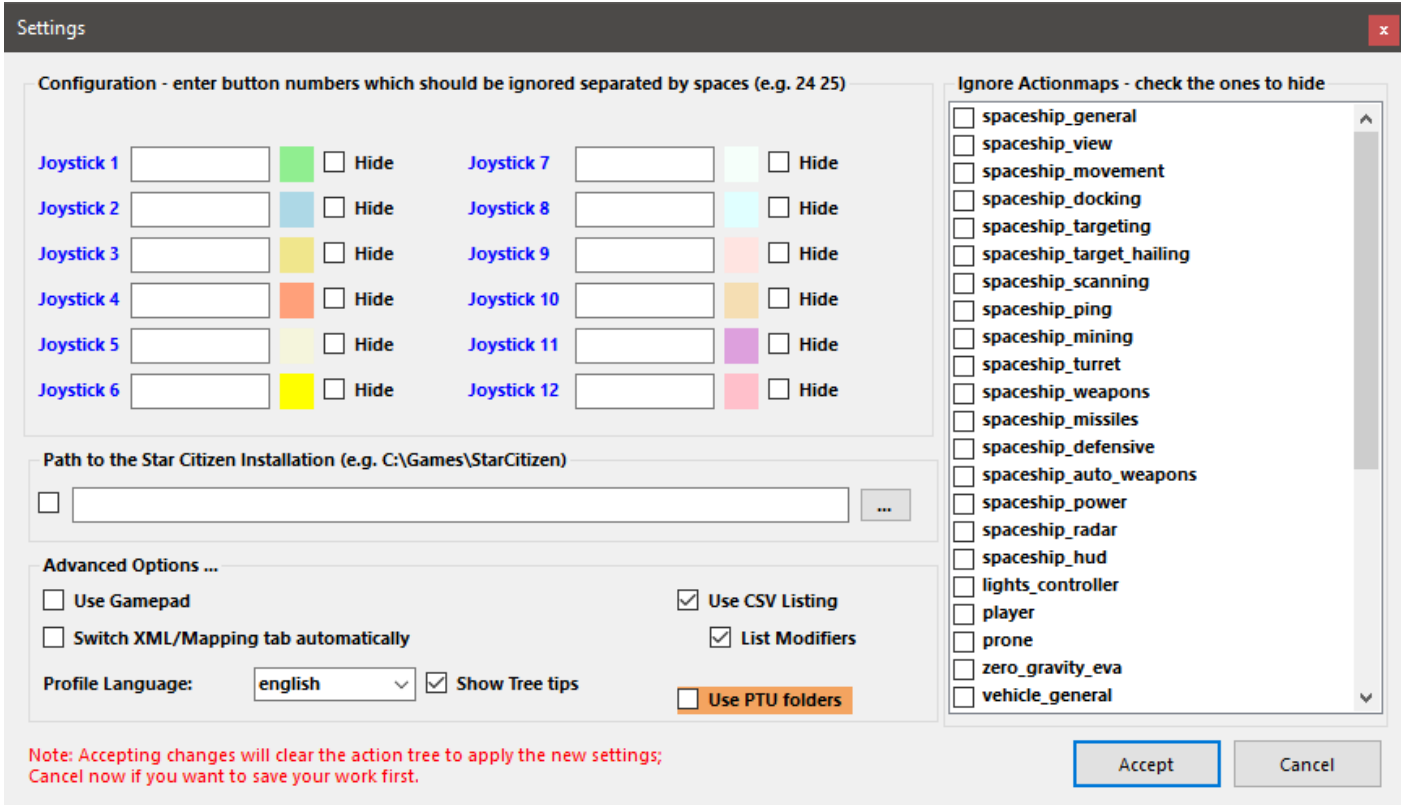 Settings
x
Configuration - enter button numbers which should be ignored separated by spaces (e.g. 24 25)
Joystick 1 Hide Joystick 7 Hide
Joystick 2 Hide Joystick 8 Hide
Joystick 3 Hide Joystick 9 Hide
Joystick 4 Hide Joystick 10 Hide
Joystick 5 Hide Joystick 11 Hide
Joystick 6 Hide Joystick 12 Hide
Path to the Star Citizen Installation (e.g. C:\Games\StarCitizen)
...
Advanced Options ...
Use Gamepad Use CSV Listing
Switch XML/Mapping tab automatically List Modifiers
Profile Language: english Show Tree tips
Use PTU folders
Ignore Actionmaps - check the ones to hide
spaceship_general
spaceship_view
spaceship_movement
spaceship_docking
spaceship_targeting
spaceship_target_hailing
spaceship_scanning
spaceship_ping
spaceship_mining
spaceship_turret
spaceship_weapons
spaceship_missiles
spaceship_defensive
spaceship_auto_weapons
spaceship_power
spaceship_radar
spaceship_hud
lights_controller
player
prone
zero_gravity_eva
vehicle_general
Note: Accepting changes will clear the action tree to apply the new settings;
Cancel now if you want to save your work first.
Accept Cancel